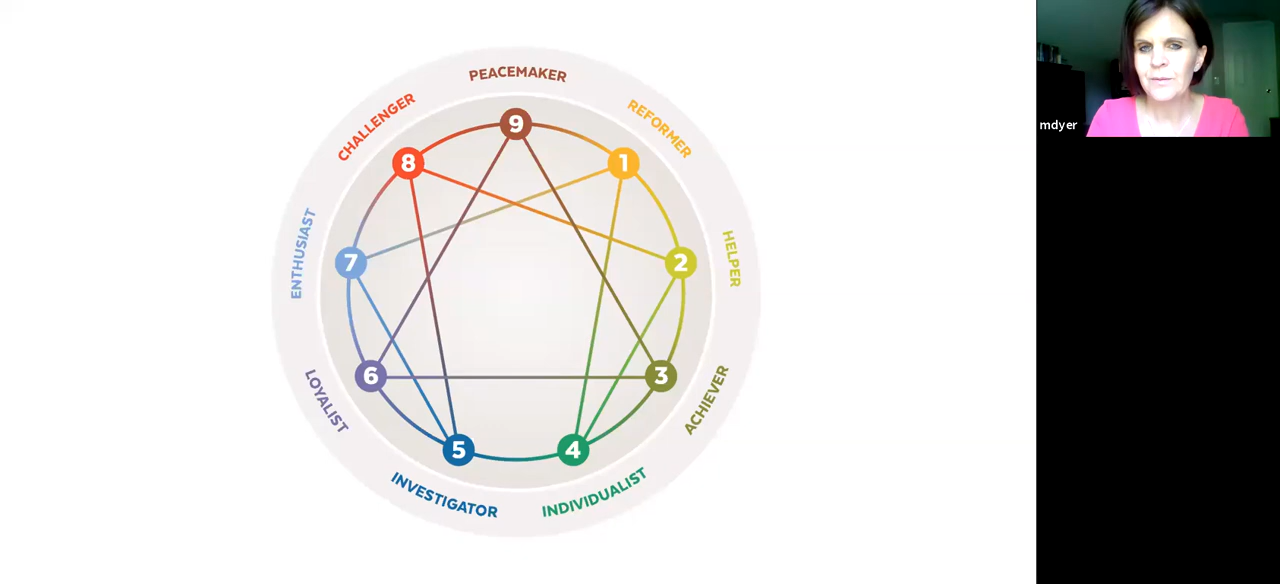 PEACEMAKER
CHALLENGER
REFORMER
9
8
1
ENTHUSIAST
HELPER
7
2
LOYALIST
ACHIEVER
6
3
5
4
INVESTIGATOR
INDIVIDUALIST
mdyer